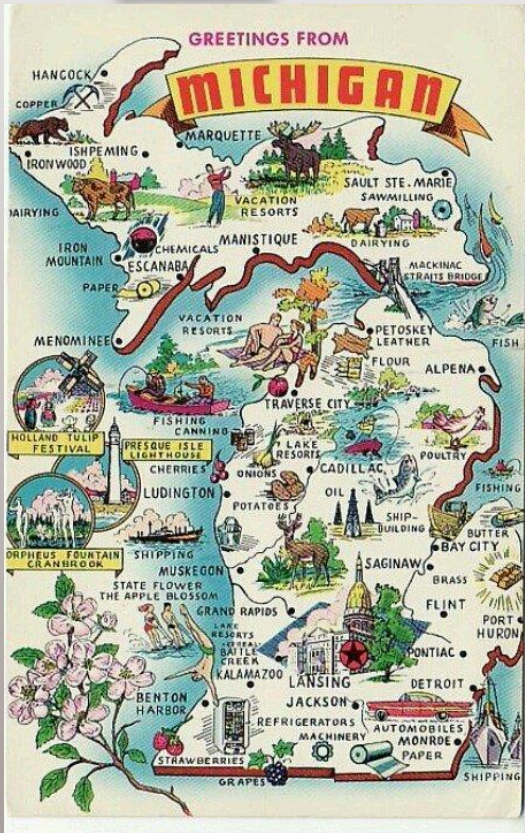 GREETINGS FROM
MICHIGAN
HANCOCK
COPPER
MARQUETTE
ISHPEMING
IRONWOOD
SAULT STE. MARIE
SAWMILLING
VACATION
RESORTS
DAIRYING
DAIRYING
IRON
MOUNTAIN
CHEMICALS
MANISTIQUE
ESCANABA
MACKINAC
STRAITS BRIDGE
PAPER
VACATION
RESORTS
PETOSKEY
LEATHER
FISH
MENOMINEE
FLOUR
ALPENA
TRAVERSE CITY
FISHING
CANNING
HOLLAND TULIP
FESTIVAL
PRESQUE ISLE
LIGHTHOUSE
LAKE
RESORTS
POULTRY
CHERRIES
ONIONS
CADILLAC
FISHING
LUDINGTON
OIL
POTATOES
SHIP-
BUILDING
BUTTER
BAY CITY
ORPHEUS FOUNTAIN
CRANBROOK
SHIPPING
MUSKEGON
SAGINAW
BRASS
STATE FLOWER
THE APPLE BLOSSOM
GRAND RAPIDS
FLINT
PORT
HURON
LAKE
RESORTS
CEREAL
BATTLE
CREEK
PONTIAC
KALAMAZOO
LANSING
DETROIT
BENTON
HARBOR
JACKSON
REFRIGERATORS
AUTOMOBILES
MACHINERY
MONROE
PAPER
STRAWBERRIES
GRAPES
SHIPPING